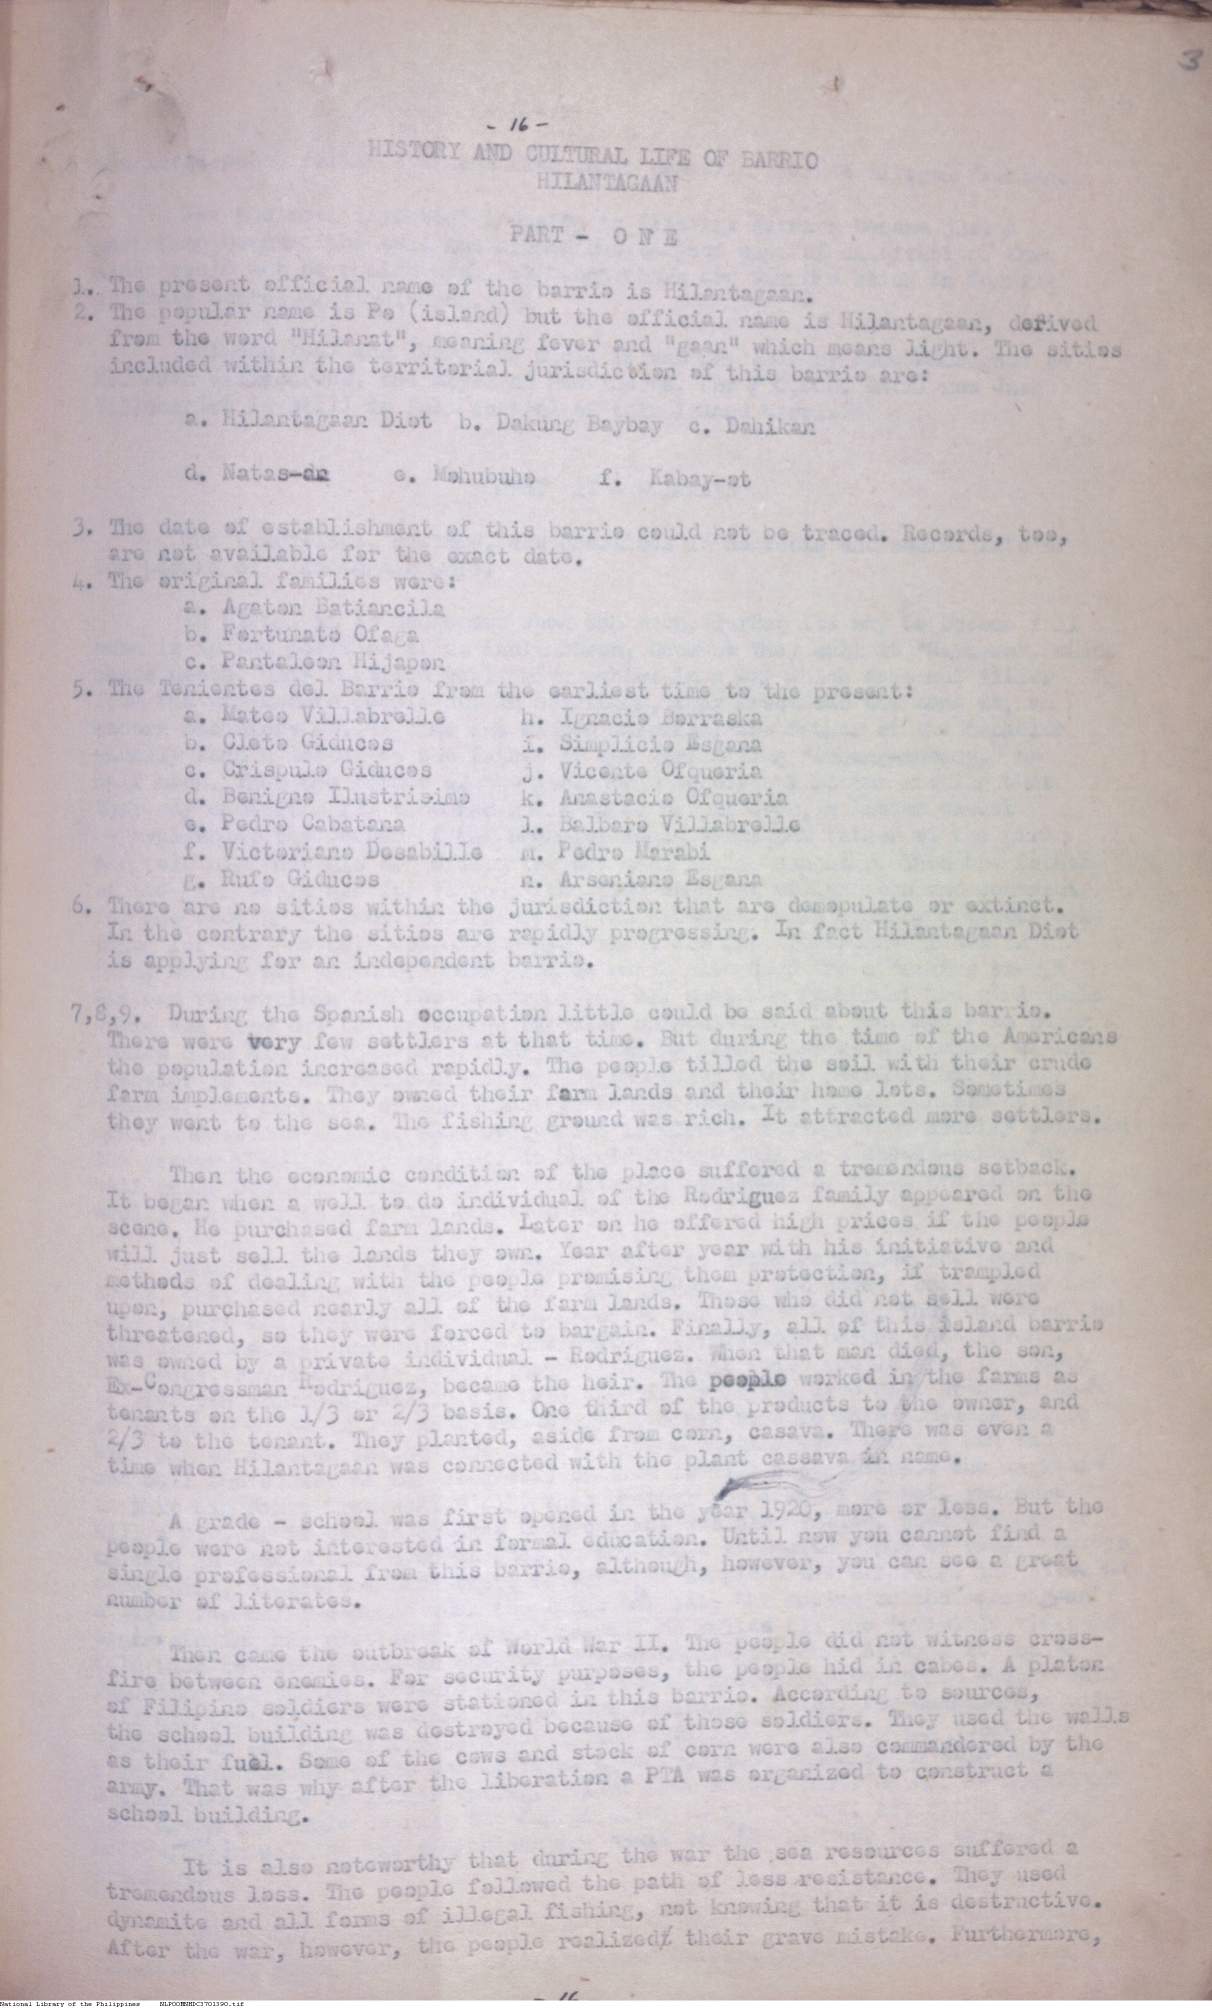 3
- 16 -
HISTORY AND CULTURAL LIFE OF BARRIO
HILANTAGAAN
PART - O N E
1. The present official name of the barrio is Hilantagaan.
2. The popular name is Po (island) but the official name is Hilantagaan, derived
from the word "Hilanat", meaning fever and "gaan" which means light. The sitios
included within the territorial jurisdiction of this barrio are:
a. Hilantagaan Diot b. Dakung Baybay c. Dahikan
d. Natas-an e. Mohubuho f. Kabay-ot
3. The date of establishment of this barrio could not be traced. Records, too,
are not available for the exact date.
4. The original families were:
a. Agaton Batiancila
b. Fortunato Ofaga
c. Pantaleon Hijapon
5. The Tenientes del Barrio from the earliest time to the present:
a. Mateo Villabrelle h. Ignacio Borraska
b. Cleto Giducos i. Simplicio Esgana
c. Crispulo Giducos j. Vicente Ofqueria
d. Benigno Ilustrisimo k. Anastacio Ofqueria
e. Pedro Cabatana l. Balbaro Villabrelle
f. Victoriano Desabille m. Pedro Marabi
g. Rufo Giducos n. Arseniano Esgana
6. There are no sitios within the jurisdiction that are demopulate or extinct.
In the contrary the sitios are rapidly progressing. In fact Hilantagaan Diot
is applying for an independent barrio.
7,8,9. During the Spanish occupation little could be said about this barrio.
There were very few settlers at that time. But during the time of the Americans
the population increased rapidly. The people tilled the soil with their crude
farm implements. They owned their farm lands and their home lots. Sometimes
they went to the sea. The fishing ground was rich. It attracted more settlers.
Then the economic condition of the place suffered a tremendous setback.
It began when a well to do individual of the Rodriguez family appeared on the
scene. He purchased farm lands. Later on he offered high prices if the people
will just sell the lands they own. Year after year with his initiative and
methods of dealing with the people promising them protection, if trampled
upon, purchased nearly all of the farm lands. Those who did not sell were
threatened, so they were forced to bargain. Finally, all of this island barrio
was owned by a private individual - Rodriguez. When that man died, the son,
Ex-Congressman Rodriguez, became the heir. The people worked in the farms as
tenants on the 1/3 or 2/3 basis. One third of the products to the owner, and
2/3 to the tenant. They planted, aside from corn, casava. There was even a
time when Hilantagaan was connected with the plant cassava in name.
A grade - school was first opened in the year 1920, more or less. But the
people were not interested in formal education. Until now you cannot find a
single professional from this barrio, although, however, you can see a great
number of literates.
Then came the outbreak of World War II. The people did not witness cross-
fire between enemies. For security purposes, the people hid in cabes. A platon
of Filipino soldiers were stationed in this barrio. According to sources,
the school building was destroyed because of those soldiers. They used the walls
as their fuel. Some of the cows and stock of corn were also commandered by the
army. That was why after the liberation a PTA was organized to construct a
school building.
It is also noteworthy that during the war the sea resources suffered a
tremendous loss. The people followed the path of less resistance. They used
dynamite and all forms of illegal fishing, not knowing that it is destructive.
After the war, however, the people realized their grave mistake. Furthermore,
- 16
National Library of the Philippines NLPOOMNHDC3701390.tif